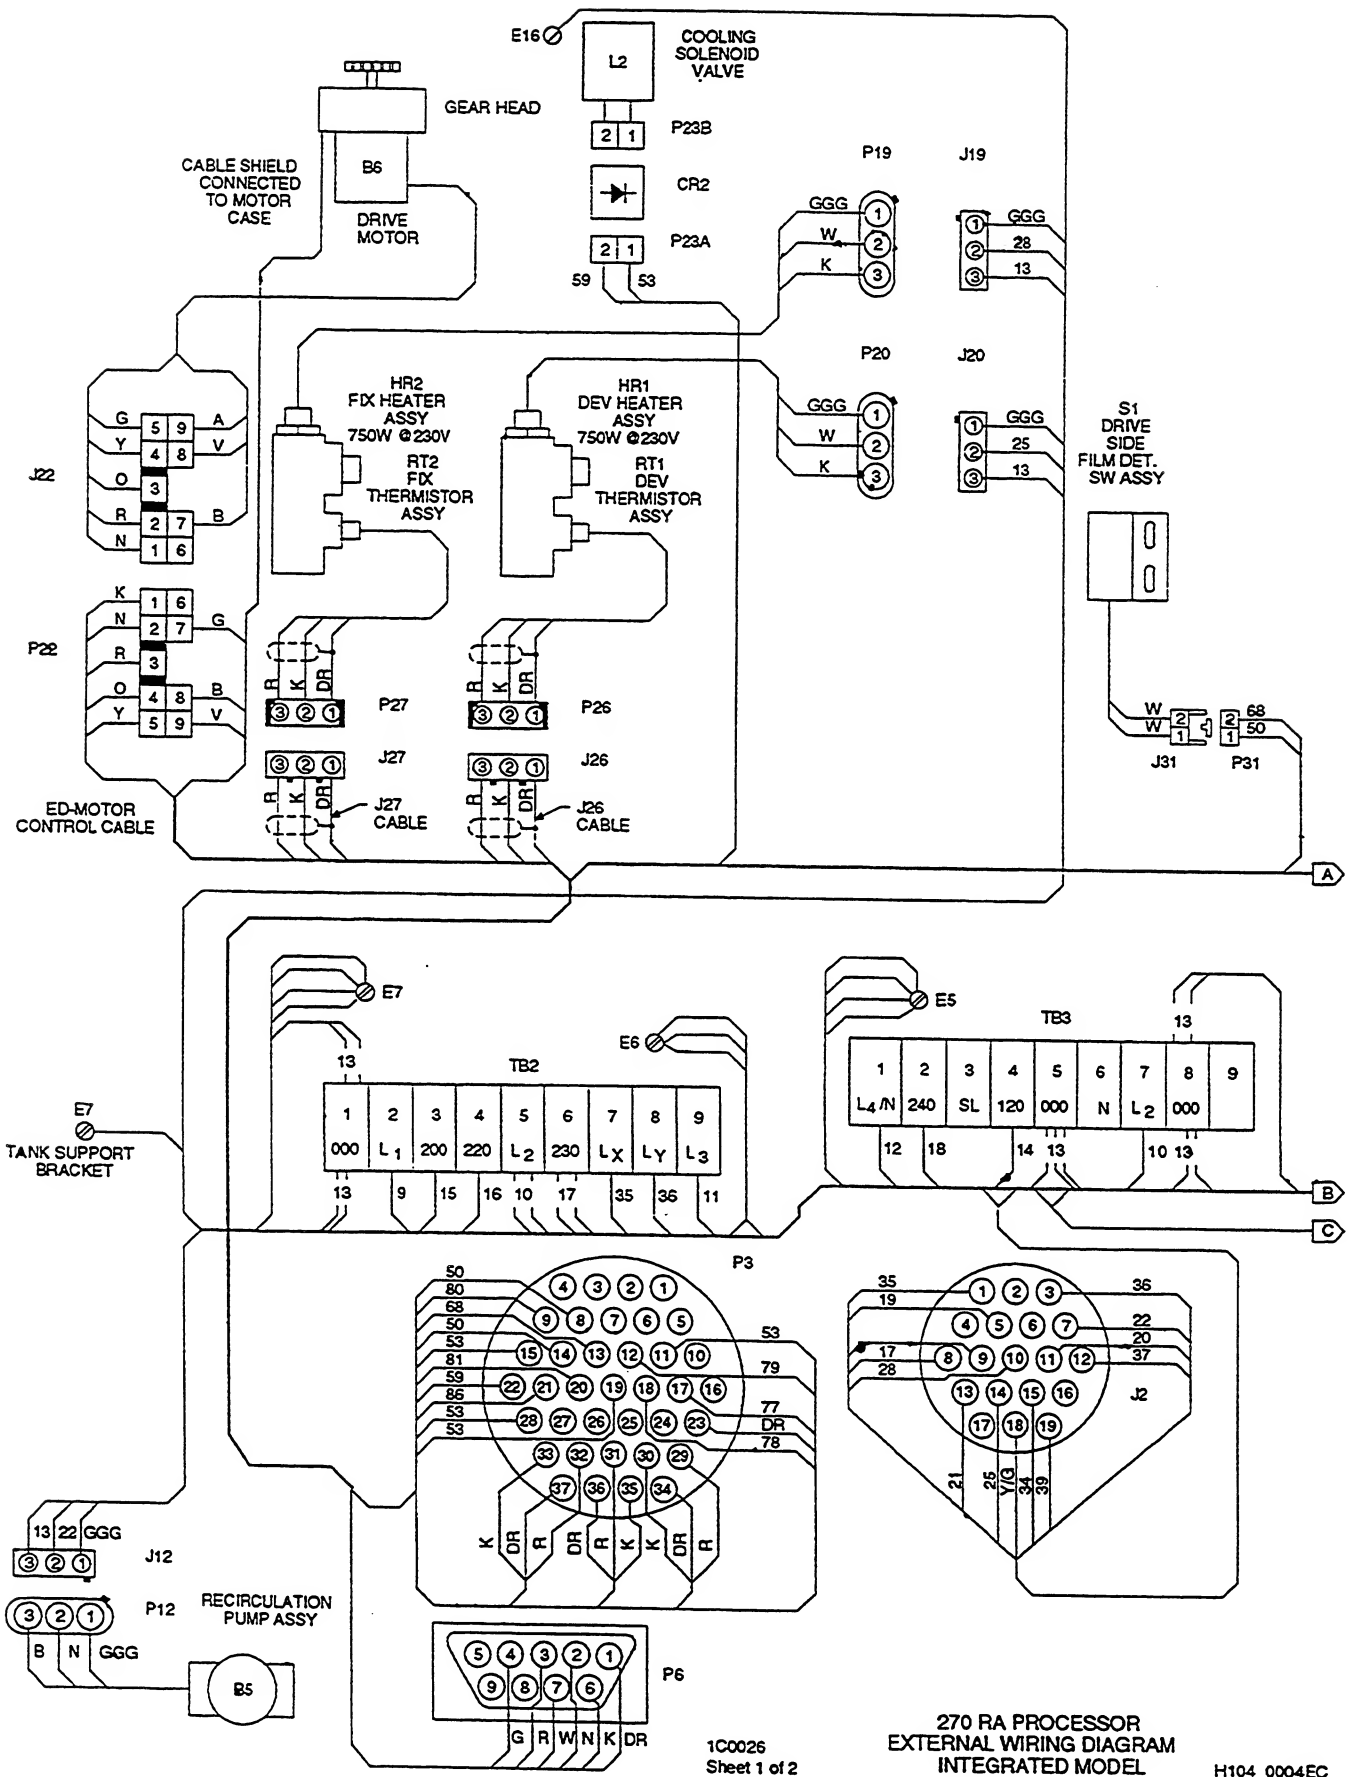 E16
L2
COOLING
SOLENOID
VALVE
GEAR HEAD
2 1
P23B
CABLE SHIELD
CONNECTED
TO MOTOR
CASE
B6
DRIVE
MOTOR
CR2
2 1
P23A
59 53
P19
J19
GGG 1
W 2
K 3
1 GGG
2 28
3 13
P20
J20
GGG 1
W 2
K 3
1 GGG
2 25
3 13
HR2
FIX HEATER
ASSY
750W @230V
RT2
FIX
THERMISTOR
ASSY
HR1
DEV HEATER
ASSY
750W @230V
RT1
DEV
THERMISTOR
ASSY
S1
DRIVE
SIDE
FILM DET.
SW ASSY
J22
G 5 9 A
Y 4 8 V
O 3
R 2 7 B
N 1 6
P22
K 1 6
N 2 7 G
R 3
O 4 8 B
Y 5 9 V
R K DR
3 2 1
P27
3 2 1
J27
R K DR
J27
CABLE
R K DR
3 2 1
P26
3 2 1
J26
R K DR
J26
CABLE
W 2 2 68
W 1 1 50
J31 P31
ED-MOTOR
CONTROL CABLE
A
E7
13
E6
TB2
1 2 3 4 5 6 7 8 9
000 L1 200 220 L2 230 LX LY L3
13 9 15 16 10 17 35 36 11
E5
TB3
13
1 2 3 4 5 6 7 8 9
L4/N 240 SL 120 000 N L2 000
12 18 14 13 10 13
E7
TANK SUPPORT
BRACKET
B
C
P3
50
80
68
50
53
81
59
86
53
53
4 3 2 1
9 8 7 6 5
15 14 13 12 11 10
22 21 20 19 18 17 16
28 27 26 25 24 23
33 32 31 30 29
37 36 35 34
53
79
77
DR
78
K DR R DR R K K DR R
35
19
17
28
1 2 3
4 5 6 7
8 9 10 11 12
13 14 15 16
17 18 19
36
22
20
37
J2
21 25 Y/G 34 39
13 22 GGG
3 2 1
J12
3 2 1
P12
B N GGG
RECIRCULATION
PUMP ASSY
B5
5 4 3 2 1
9 8 7 6
P6
G R W N K DR
1C0026
Sheet 1 of 2
270 RA PROCESSOR
EXTERNAL WIRING DIAGRAM
INTEGRATED MODEL
H104_0004EC